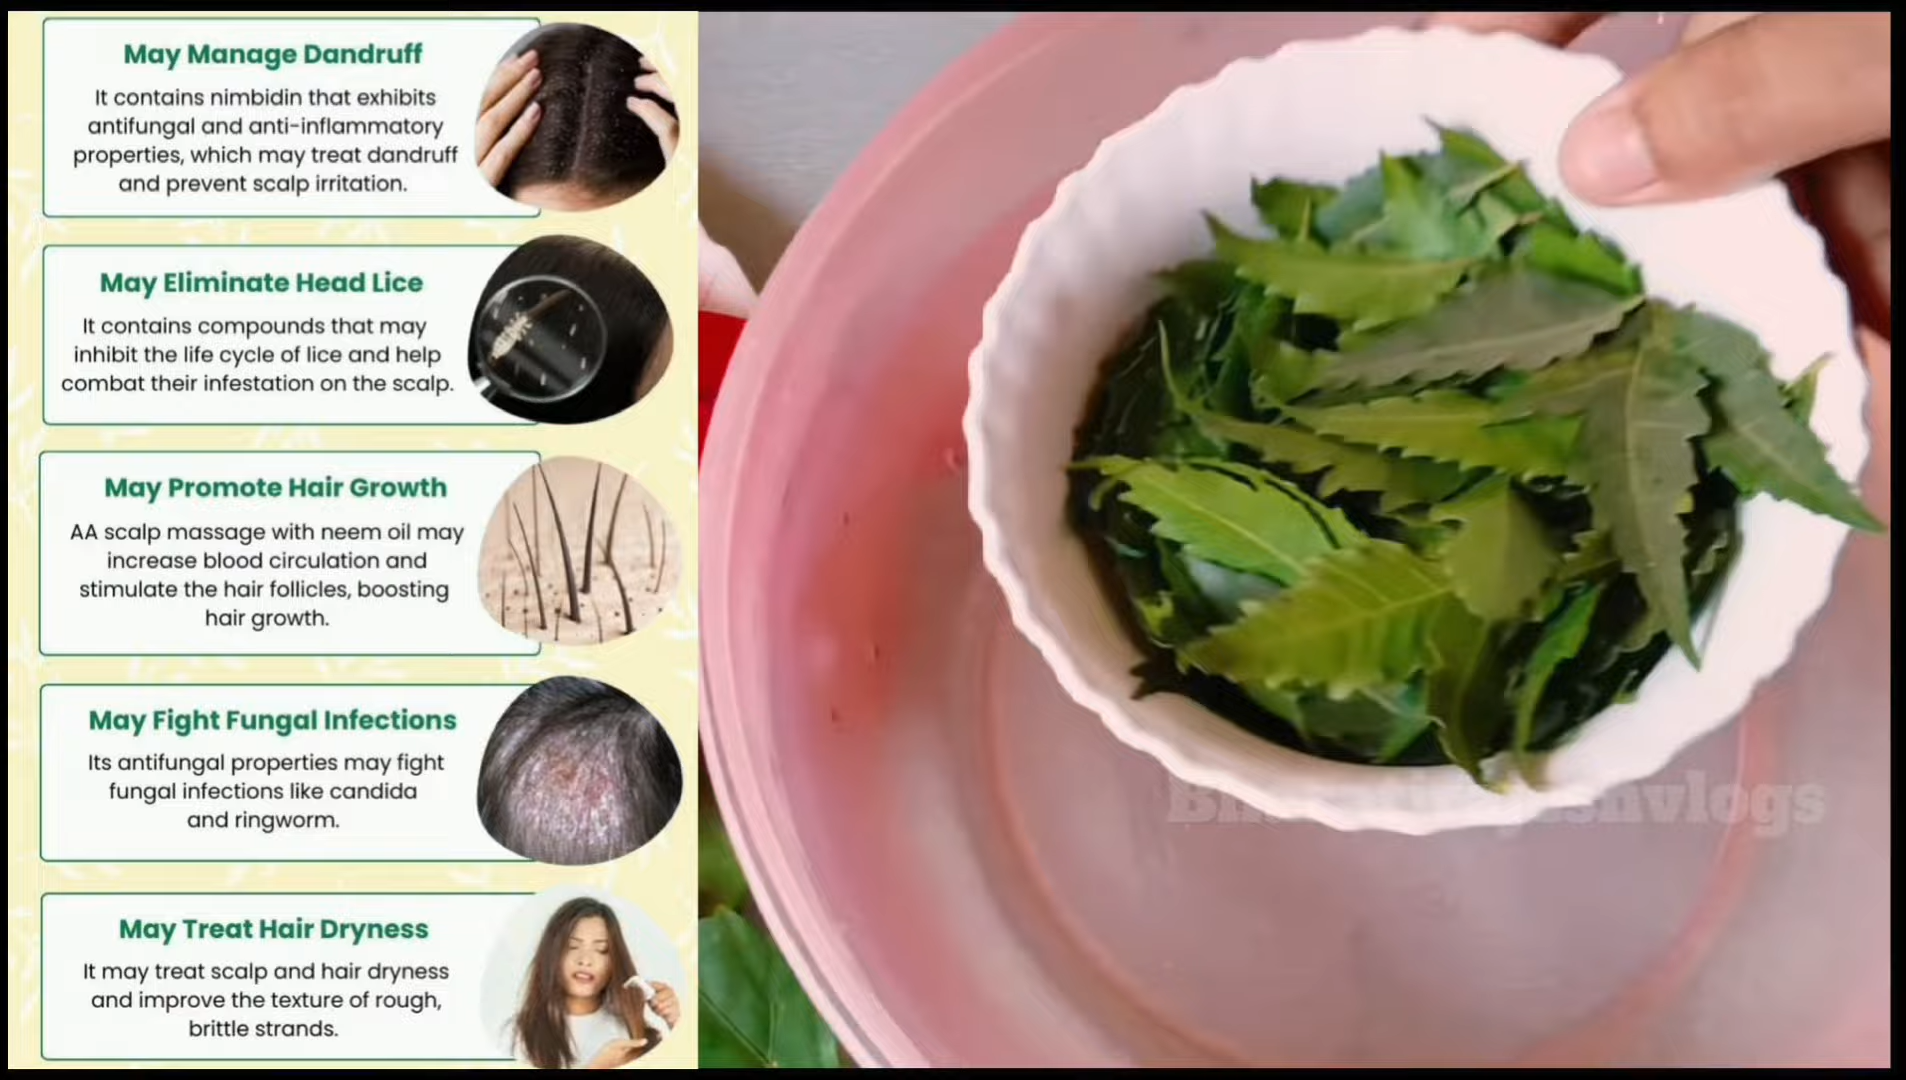 May Manage Dandruff
It contains nimbidin that exhibits
antifungal and anti-inflammatory
properties, which may treat dandruff
and prevent scalp irritation.
May Eliminate Head Lice
It contains compounds that may
inhibit the life cycle of lice and help
combat their infestation on the scalp.
May Promote Hair Growth
AA scalp massage with neem oil may
increase blood circulation and
stimulate the hair follicles, boosting
hair growth.
May Fight Fungal Infections
Its antifungal properties may fight
fungal infections like candida
and ringworm.
May Treat Hair Dryness
It may treat scalp and hair dryness
and improve the texture of rough,
brittle strands.